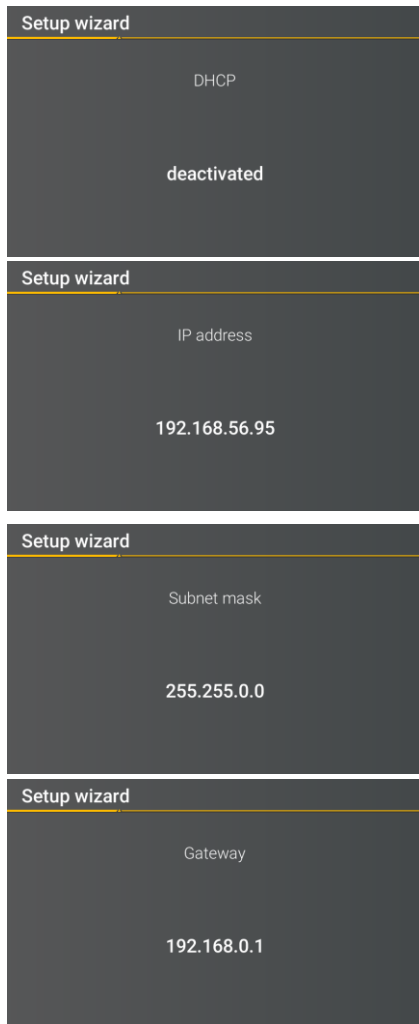 Setup wizard
DHCP
deactivated
Setup wizard
IP address
192.168.56.95
Setup wizard
Subnet mask
255.255.0.0
Setup wizard
Gateway
192.168.0.1